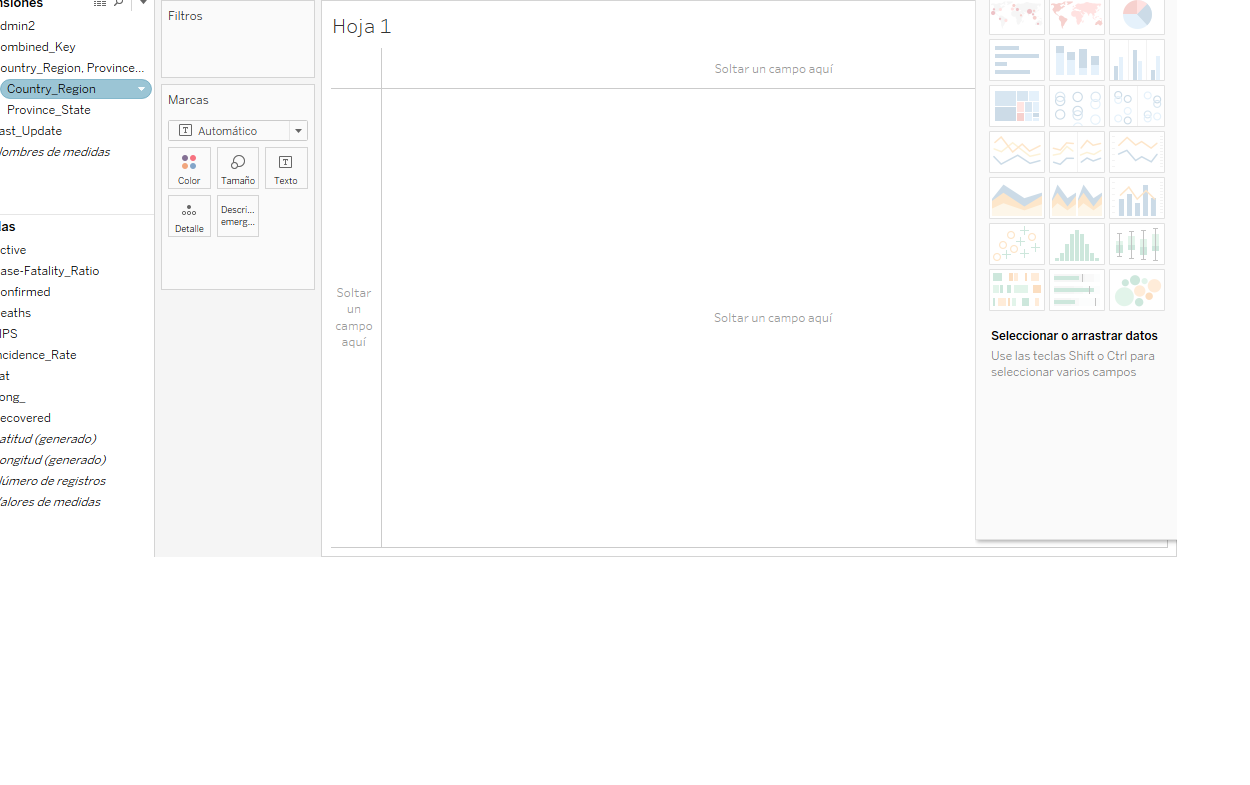 nsiones
dmin2
ombined_Key
ountry_Region, Province...
Country_Region
Province_State
ast_Update
ombres de medidas
das
ctive
ase-Fatality_Ratio
onfirmed
eaths
IPS
ncidence_Rate
at
ong_
ecovered
atitud (generado)
ongitud (generado)
úmero de registros
alores de medidas
Filtros
Marcas
Automático
Color
Tamaño
Texto
Detalle
Descri...
emerg...
Hoja 1
Soltar un campo aquí
Soltar
un
campo
aquí
Soltar un campo aquí
Seleccionar o arrastrar datos
Use las teclas Shift o Ctrl para
seleccionar varios campos